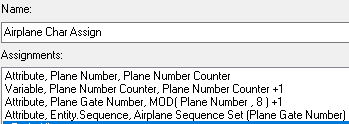 Name:
Airplane Char Assign
Assignments:
Attribute, Plane Number, Plane Number Counter
Variable, Plane Number Counter, Plane Number Counter +1
Attribute, Plane Gate Number, MOD( Plane Number , 8 ) +1
Attribute, Entity.Sequence, Airplane Sequence Set (Plane Gate Number)